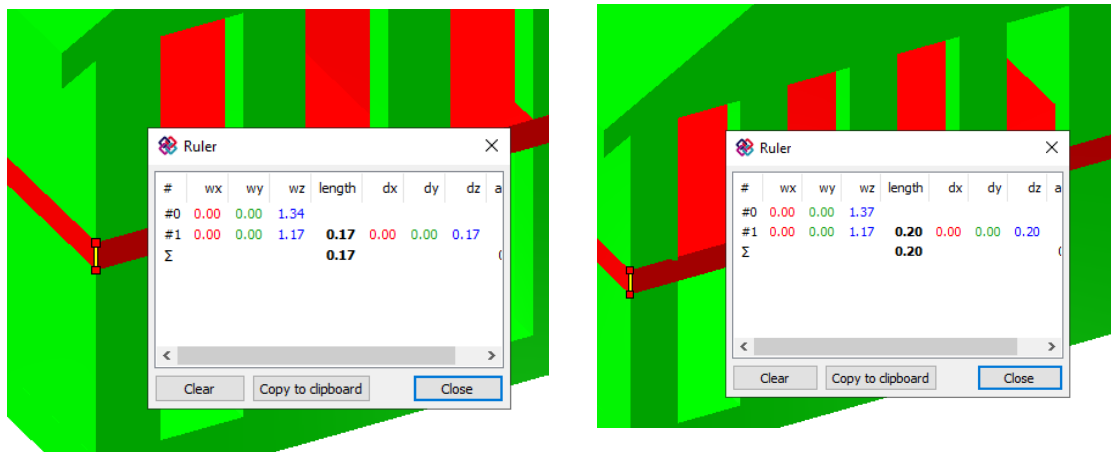 Ruler
# wx wy wz length dx dy dz a
#0 0.00 0.00 1.34
#1 0.00 0.00 1.17 0.17 0.00 0.00 0.17
Σ 0.17
Clear Copy to clipboard Close
Ruler
# wx wy wz length dx dy dz a
#0 0.00 0.00 1.37
#1 0.00 0.00 1.17 0.20 0.00 0.00 0.20
Σ 0.20
Clear Copy to clipboard Close